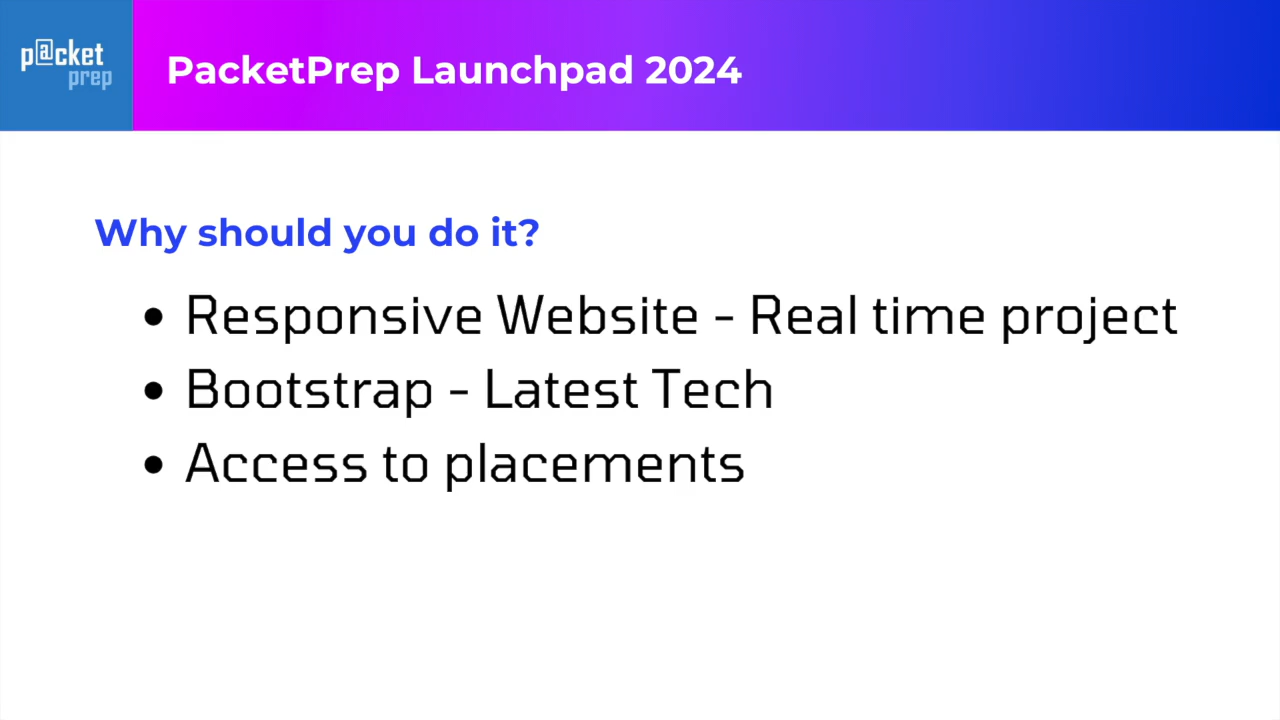 p@cket
prep
PacketPrep Launchpad 2024
Why should you do it?
• Responsive Website - Real time project
• Bootstrap - Latest Tech
• Access to placements